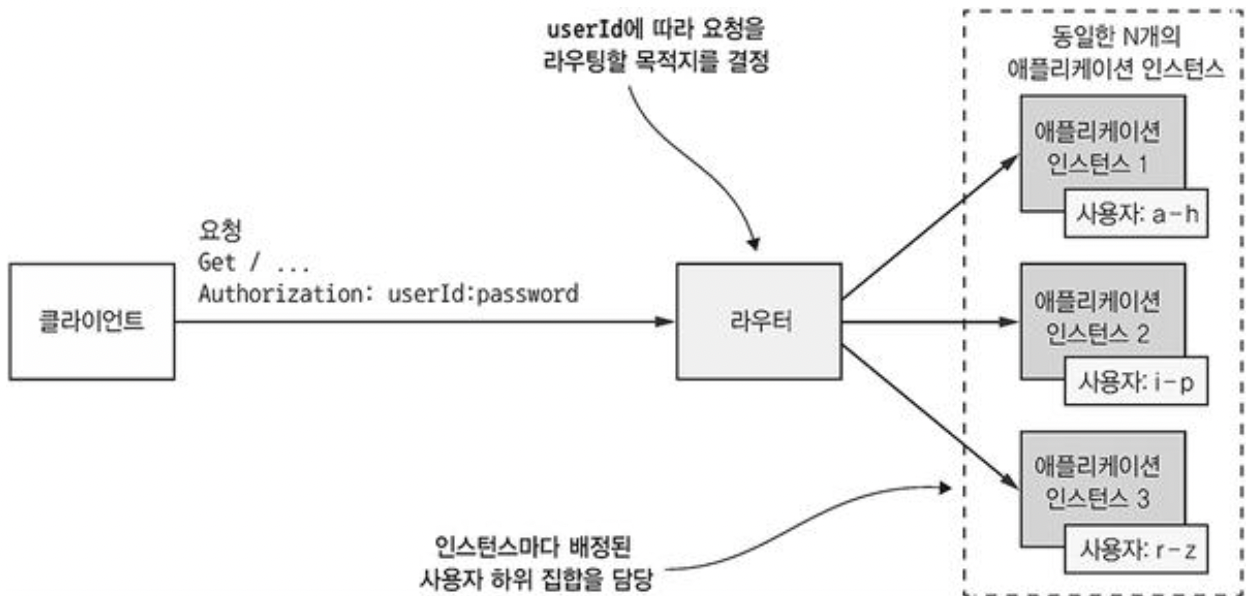 userId에 따라 요청을
라우팅할 목적지를 결정
동일한 N개의
애플리케이션 인스턴스
애플리케이션
인스턴스 1
사용자: a-h
요청
Get / ...
Authorization: userId:password
클라이언트
라우터
애플리케이션
인스턴스 2
사용자: i-p
애플리케이션
인스턴스 3
사용자: r-z
인스턴스마다 배정된
사용자 하위 집합을 담당